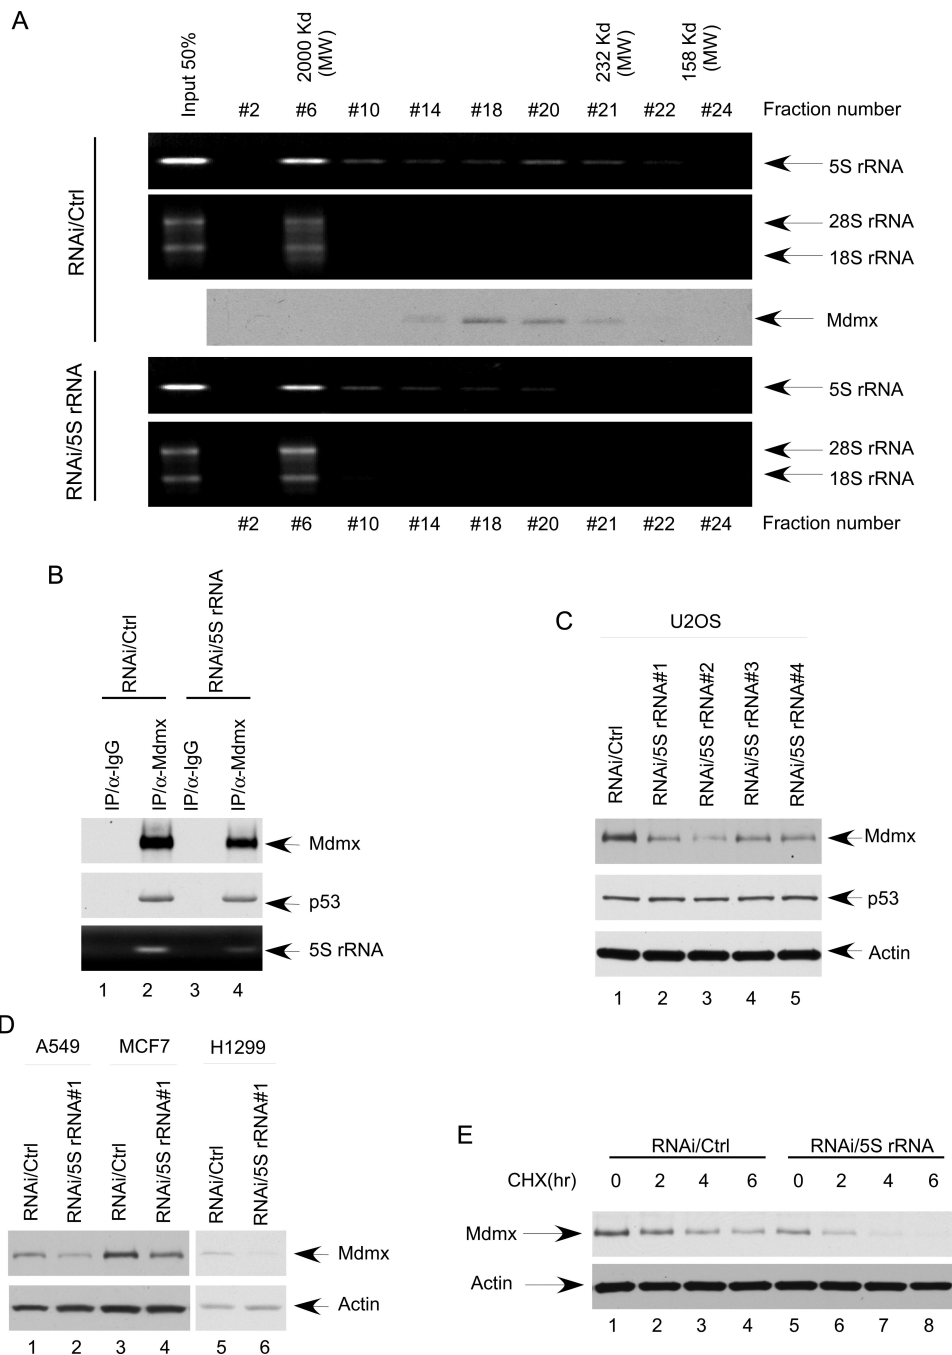 A
Input 50%
2000 Kd
(MW)
232 Kd
(MW)
158 Kd
(MW)
#2 #6 #10 #14 #18 #20 #21 #22 #24 Fraction number
RNAi/Ctrl
5S rRNA
28S rRNA
18S rRNA
Mdmx
RNAi/5S rRNA
5S rRNA
28S rRNA
18S rRNA
#2 #6 #10 #14 #18 #20 #21 #22 #24 Fraction number
B
RNAi/Ctrl
RNAi/5S rRNA
IP/α-IgG
IP/α-Mdmx
IP/α-IgG
IP/α-Mdmx
Mdmx
p53
5S rRNA
1 2 3 4
C
U2OS
RNAi/Ctrl
RNAi/5S rRNA#1
RNAi/5S rRNA#2
RNAi/5S rRNA#3
RNAi/5S rRNA#4
Mdmx
p53
Actin
1 2 3 4 5
D
A549 MCF7 H1299
RNAi/Ctrl
RNAi/5S rRNA#1
RNAi/Ctrl
RNAi/5S rRNA#1
RNAi/Ctrl
RNAi/5S rRNA#1
Mdmx
Actin
1 2 3 4 5 6
E
RNAi/Ctrl RNAi/5S rRNA
CHX(hr) 0 2 4 6 0 2 4 6
Mdmx
Actin
1 2 3 4 5 6 7 8